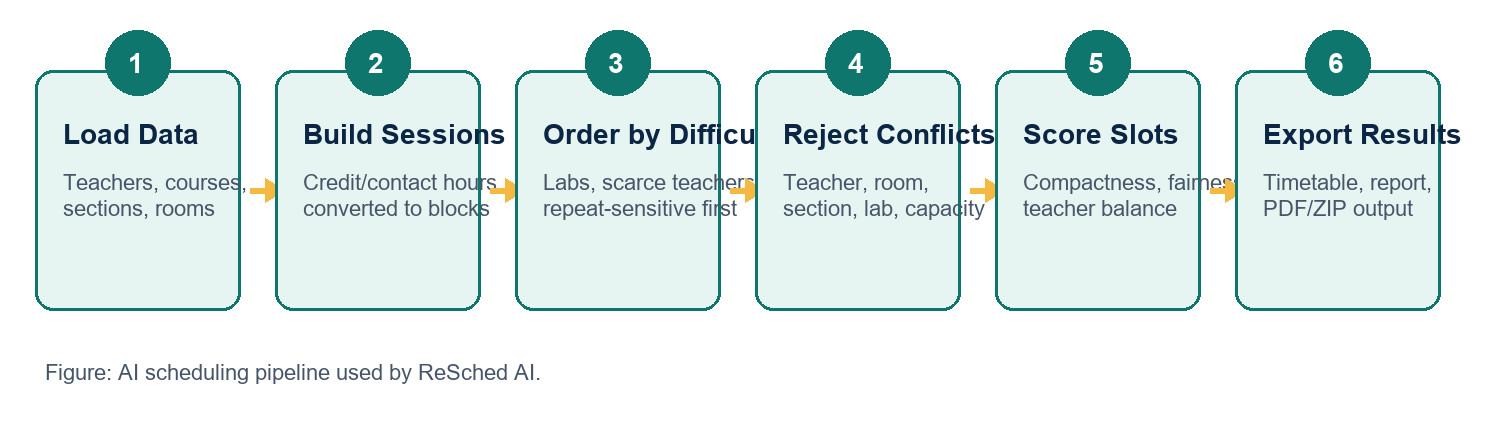 1
Load Data
Teachers, courses,
sections, rooms
2
Build Sessions
Credit/contact hours
converted to blocks
3
Order by Difficu
Labs, scarce teachers
repeat-sensitive first
4
Reject Conflicts
Teacher, room,
section, lab, capacity
5
Score Slots
Compactness, fairness
teacher balance
6
Export Results
Timetable, report,
PDF/ZIP output
Figure: AI scheduling pipeline used by ReSched AI.